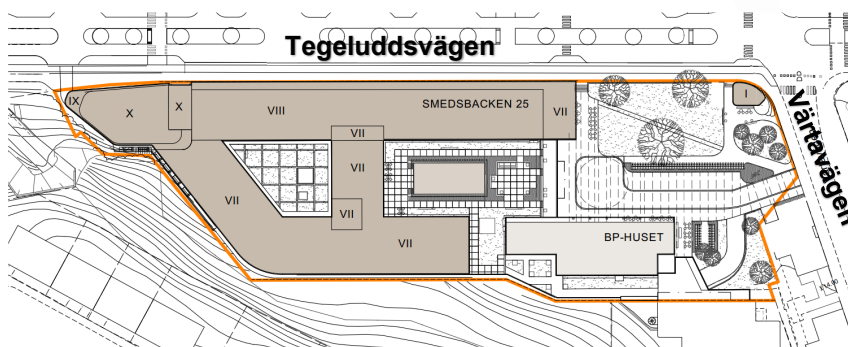 Tegeluddsvägen
IX
X
X
VIII
SMEDSBACKEN 25
VII
I
Värtavägen
VII
VII
VII
VII
VII
BP-HUSET